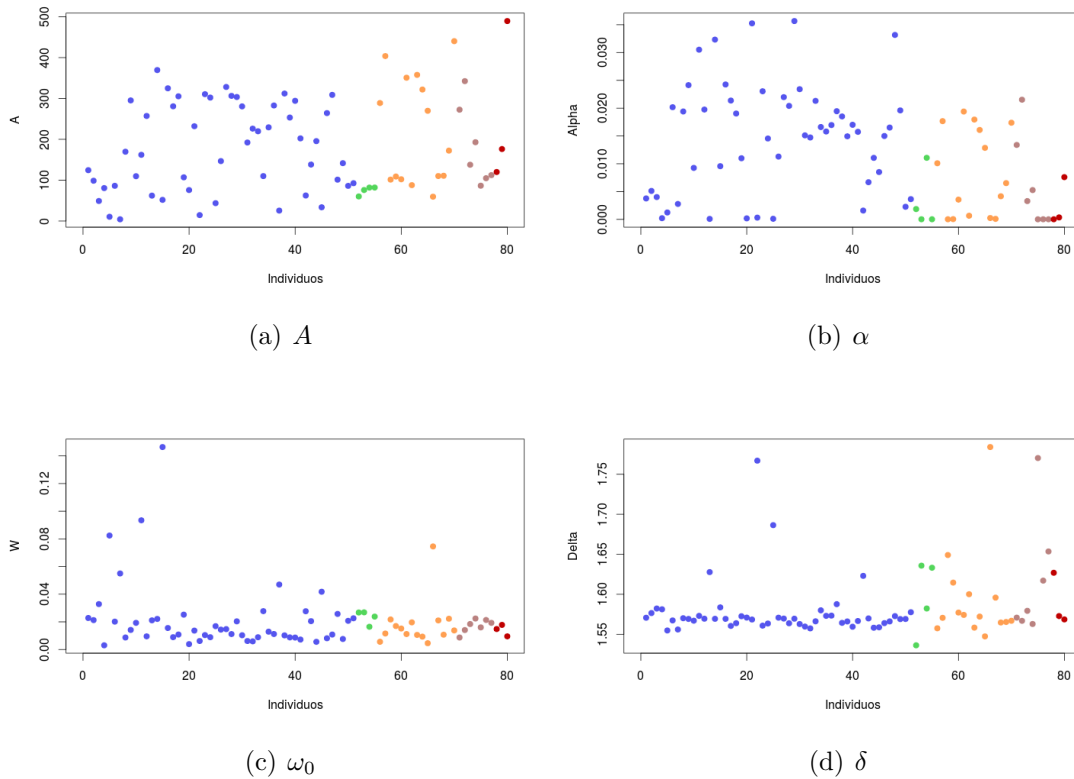 A
0 100 200 300 400 500
0 20 40 60 80
Individuos
(a) A
Alpha
0.000 0.010 0.020 0.030
0 20 40 60 80
Individuos
(b) α
W
0.00 0.04 0.08 0.12
0 20 40 60 80
Individuos
(c) ω₀
Delta
1.55 1.60 1.65 1.70 1.75
0 20 40 60 80
Individuos
(d) δ